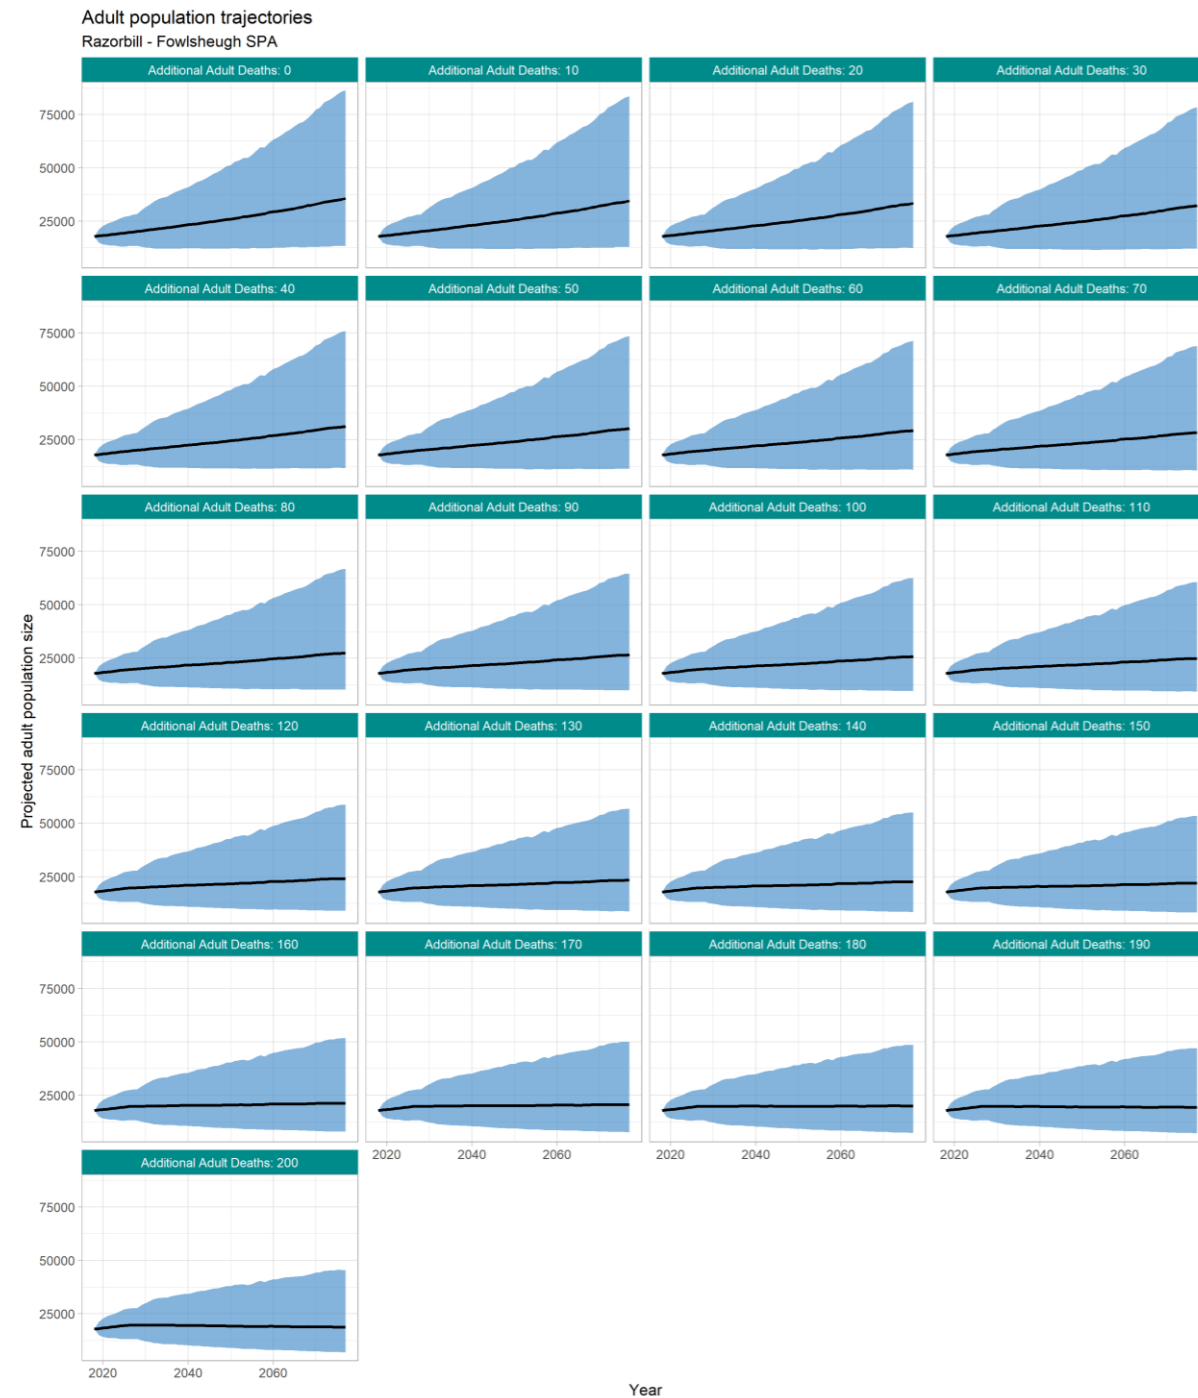 Adult population trajectories
Razorbill - Fowlsheugh SPA
Additional Adult Deaths: 0
Additional Adult Deaths: 10
Additional Adult Deaths: 20
Additional Adult Deaths: 30
75000
50000
25000
Additional Adult Deaths: 40
Additional Adult Deaths: 50
Additional Adult Deaths: 60
Additional Adult Deaths: 70
75000
50000
25000
Additional Adult Deaths: 80
Additional Adult Deaths: 90
Additional Adult Deaths: 100
Additional Adult Deaths: 110
75000
50000
25000
Projected adult population size
Additional Adult Deaths: 120
Additional Adult Deaths: 130
Additional Adult Deaths: 140
Additional Adult Deaths: 150
75000
50000
25000
Additional Adult Deaths: 160
Additional Adult Deaths: 170
Additional Adult Deaths: 180
Additional Adult Deaths: 190
75000
50000
25000
2020 2040 2060
2020 2040 2060
2020 2040 2060
Additional Adult Deaths: 200
75000
50000
25000
2020 2040 2060
Year